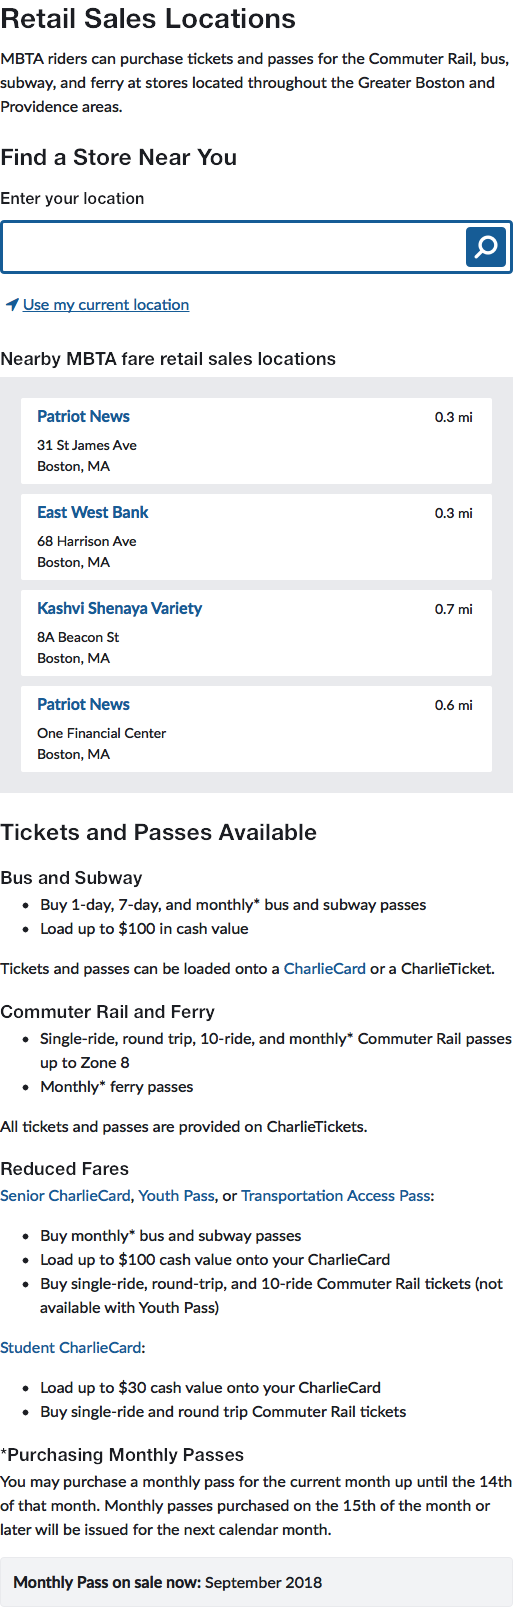 Retail Sales Locations
MBTA riders can purchase tickets and passes for the Commuter Rail, bus,
subway, and ferry at stores located throughout the Greater Boston and
Providence areas.
Find a Store Near You
Enter your location
Use my current location
Nearby MBTA fare retail sales locations
Patriot News 0.3 mi
31 St James Ave
Boston, MA
East West Bank 0.3 mi
68 Harrison Ave
Boston, MA
Kashvi Shenaya Variety 0.7 mi
8A Beacon St
Boston, MA
Patriot News 0.6 mi
One Financial Center
Boston, MA
Tickets and Passes Available
Bus and Subway
• Buy 1-day, 7-day, and monthly* bus and subway passes
• Load up to $100 in cash value
Tickets and passes can be loaded onto a CharlieCard or a CharlieTicket.
Commuter Rail and Ferry
• Single-ride, round trip, 10-ride, and monthly* Commuter Rail passes
up to Zone 8
• Monthly* ferry passes
All tickets and passes are provided on CharlieTickets.
Reduced Fares
Senior CharlieCard, Youth Pass, or Transportation Access Pass:
• Buy monthly* bus and subway passes
• Load up to $100 cash value onto your CharlieCard
• Buy single-ride, round-trip, and 10-ride Commuter Rail tickets (not
available with Youth Pass)
Student CharlieCard:
• Load up to $30 cash value onto your CharlieCard
• Buy single-ride and round trip Commuter Rail tickets
*Purchasing Monthly Passes
You may purchase a monthly pass for the current month up until the 14th
of that month. Monthly passes purchased on the 15th of the month or
later will be issued for the next calendar month.
Monthly Pass on sale now: September 2018